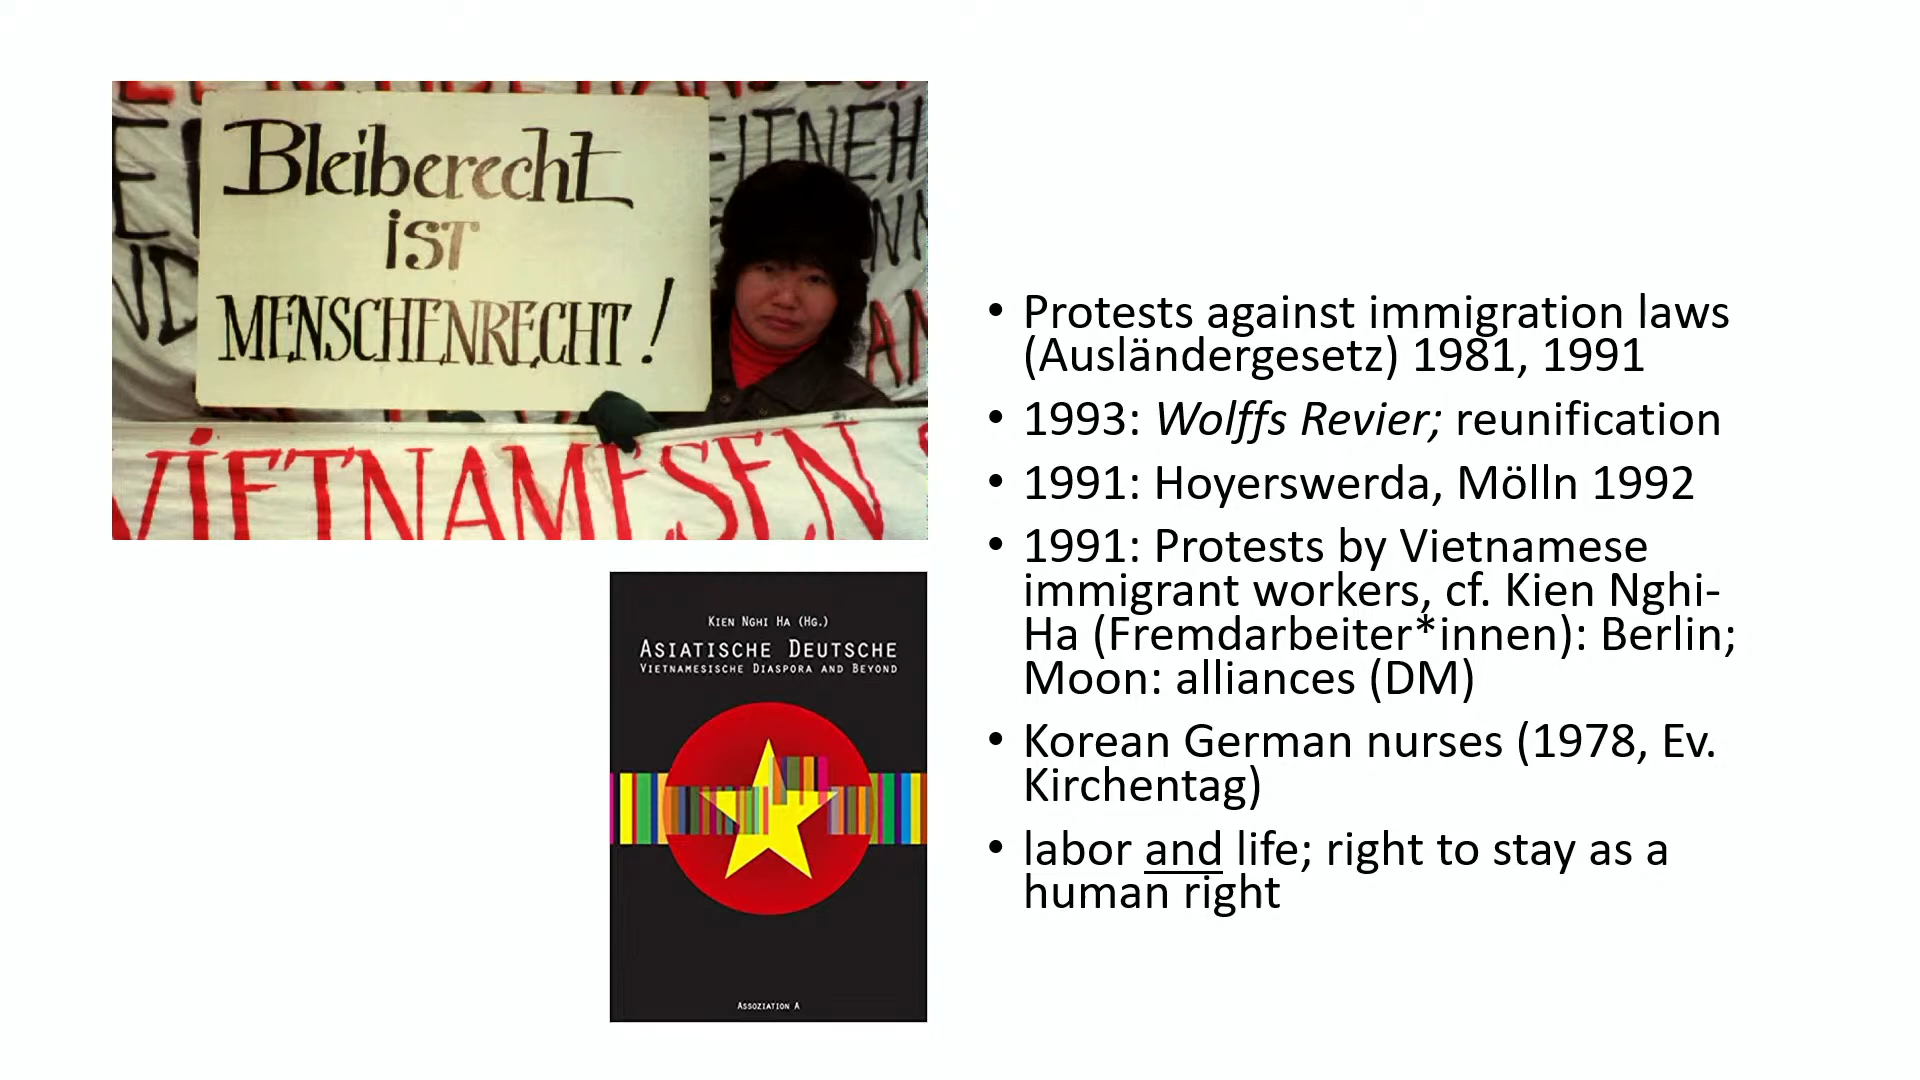 Bleiberecht
ist
MENSCHENRECHT!
VIETNAMESEN
KIEN NGHI HA (HG.)
ASIATISCHE DEUTSCHE
VIETNAMESISCHE DIASPORA AND BEYOND
ASSOZIATION A
• Protests against immigration laws
(Ausländergesetz) 1981, 1991
• 1993: Wolffs Revier; reunification
• 1991: Hoyerswerda, Mölln 1992
• 1991: Protests by Vietnamese
immigrant workers, cf. Kien Nghi-
Ha (Fremdarbeiter*innen): Berlin;
Moon: alliances (DM)
• Korean German nurses (1978, Ev.
Kirchentag)
• labor and life; right to stay as a
human right